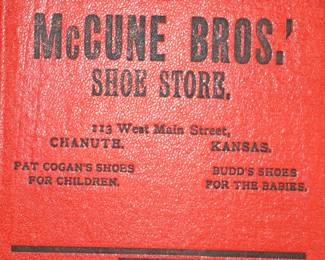 McCUNE BROS.'
SHOE STORE.
113 West Main Street,
CHANUTE. KANSAS.
PAT COGAN'S SHOES
FOR CHILDREN.
BUDD'S SHOES
FOR THE BABIES.